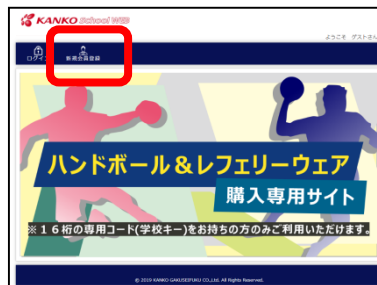 KANKO School WEB
ようこそ ゲストさん
ログイン 新規会員登録
ハンドボール＆レフェリーウェア
購入専用サイト
※１６桁の専用コード(学校キー)をお持ちの方のみご利用いただけます。
© 2019 KANKO GAKUSEIFUKU CO.,Ltd. All Rights Reserved.